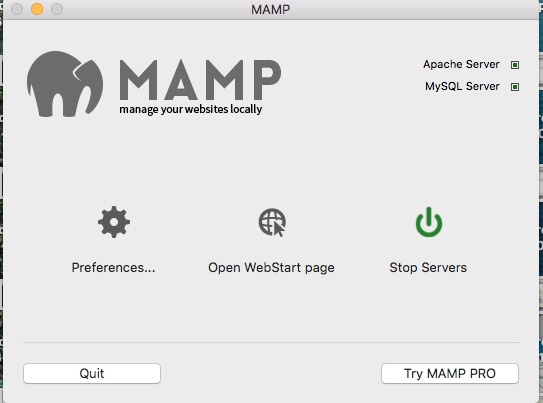 MAMP
MAMP
manage your websites locally
Apache Server
MySQL Server
Preferences...
Open WebStart page
Stop Servers
Quit
Try MAMP PRO